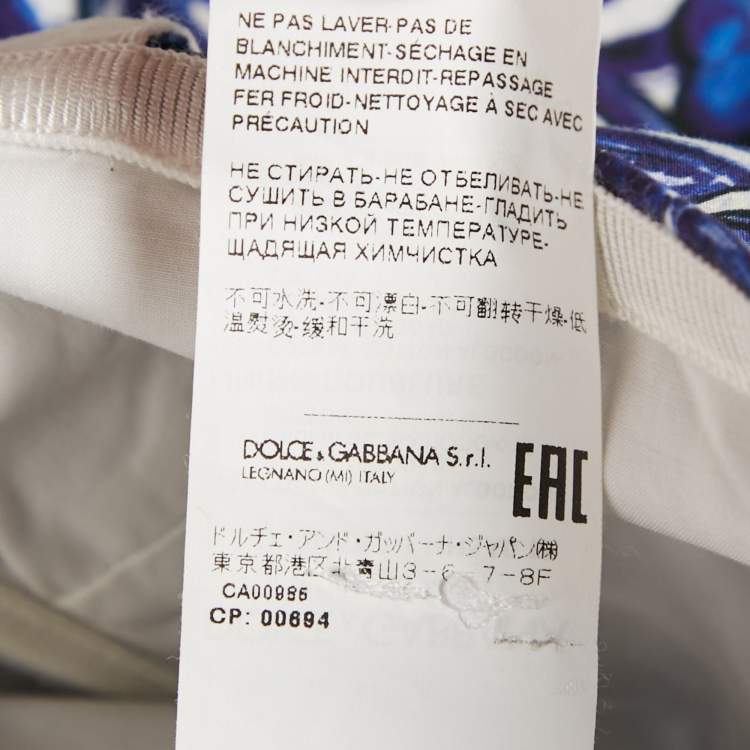 NE PAS LAVER-PAS DE
BLANCHIMENT-SÉCHAGE EN
MACHINE INTERDIT-REPASSAGE
FER FROID-NETTOYAGE À SEC AVEC
PRÉCAUTION
НЕ СТИРАТЬ-НЕ ОТБЕЛИВАТЬ-НЕ
СУШИТЬ В БАРАБАНЕ-ГЛАДИТЬ
ПРИ НИЗКОЙ ТЕМПЕРАТУРЕ-
ЩАДЯЩАЯ ХИМЧИСТКА
不可水洗-不可漂白-不可翻转干燥-低
温熨烫-缓和干洗
DOLCE & GABBANA S.r.l.
LEGNANO (MI) ITALY
EAC
ドルチェ・アンド・ガッバーナ・ジャパン(株)
東京都港区北青山3-6-7-8F
CA00986
CP: 00694